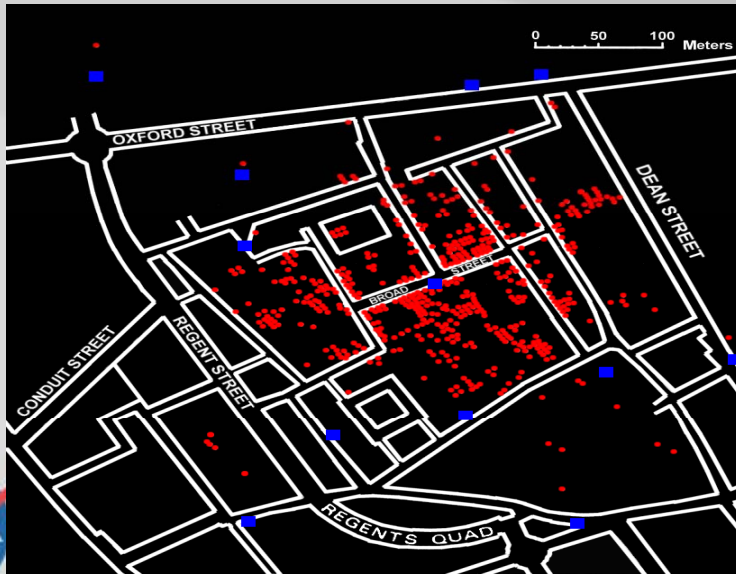 0 50 100 Meters
OXFORD STREET
DEAN STREET
BROAD STREET
CONDUIT STREET
REGENT STREET
REGENTS QUAD